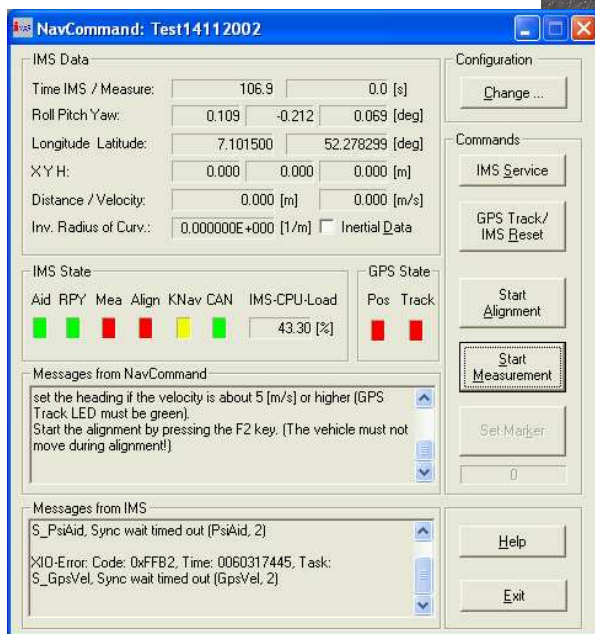 NavCommand: Test14112002
IMS Data
Time IMS / Measure: 106.9 0.0 [s]
Roll Pitch Yaw: 0.109 -0.212 0.069 [deg]
Longitude Latitude: 7.101500 52.278299 [deg]
X Y H: 0.000 0.000 0.000 [m]
Distance / Velocity: 0.000 [m] 0.000 [m/s]
Inv. Radius of Curv.: 0.000000E+000 [1/m] Inertial Data
Configuration
Change ...
IMS State
Aid RPY Mea Align KNav CAN IMS-CPU-Load
43.30 [%]
GPS State
Pos Track
Commands
IMS Service
GPS Track/
IMS Reset
Start
Alignment
Start
Measurement
Set Marker
0
Messages from NavCommand
set the heading if the velocity is about 5 [m/s] or higher (GPS
Track LED must be green).
Start the alignment by pressing the F2 key. (The vehicle must not
move during alignment!)
Messages from IMS
S_PsiAid, Sync wait timed out (PsiAid, 2)
XIO-Error: Code: 0xFFB2, Time: 0060317445, Task:
S_GpsVel, Sync wait timed out (GpsVel, 2)
Help
Exit